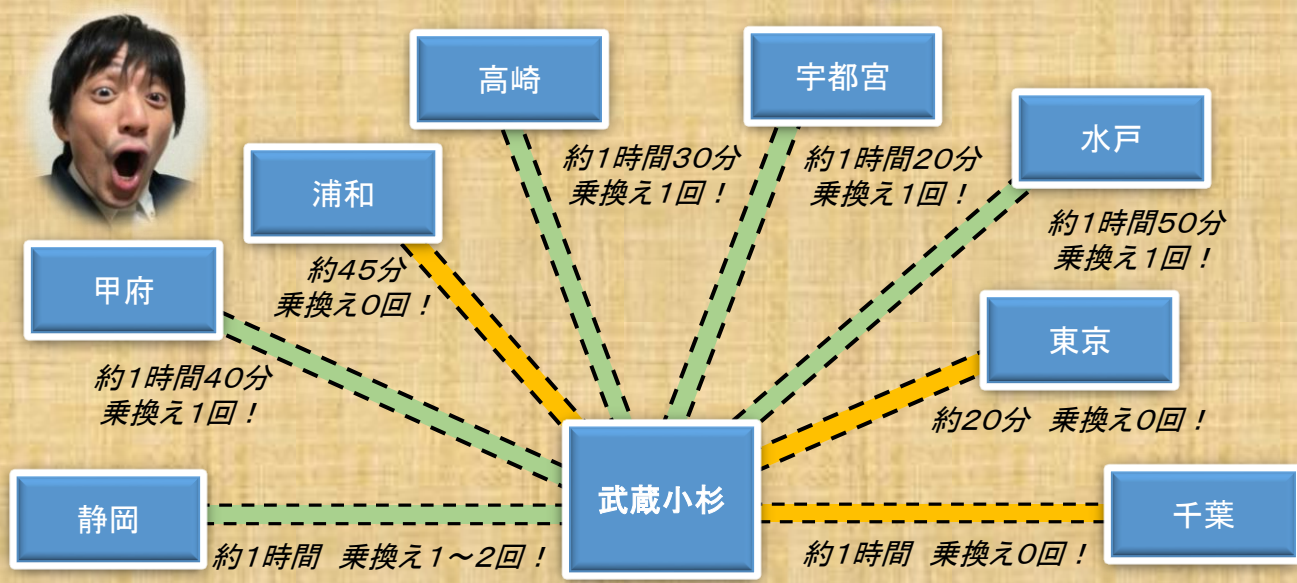 高崎
宇都宮
水戸
約1時間30分
乗換え1回！
約1時間20分
乗換え1回！
浦和
約1時間50分
乗換え1回！
約45分
乗換え0回！
甲府
東京
約1時間40分
乗換え1回！
約20分 乗換え0回！
武蔵小杉
静岡
千葉
約1時間 乗換え1～2回！
約1時間 乗換え0回！